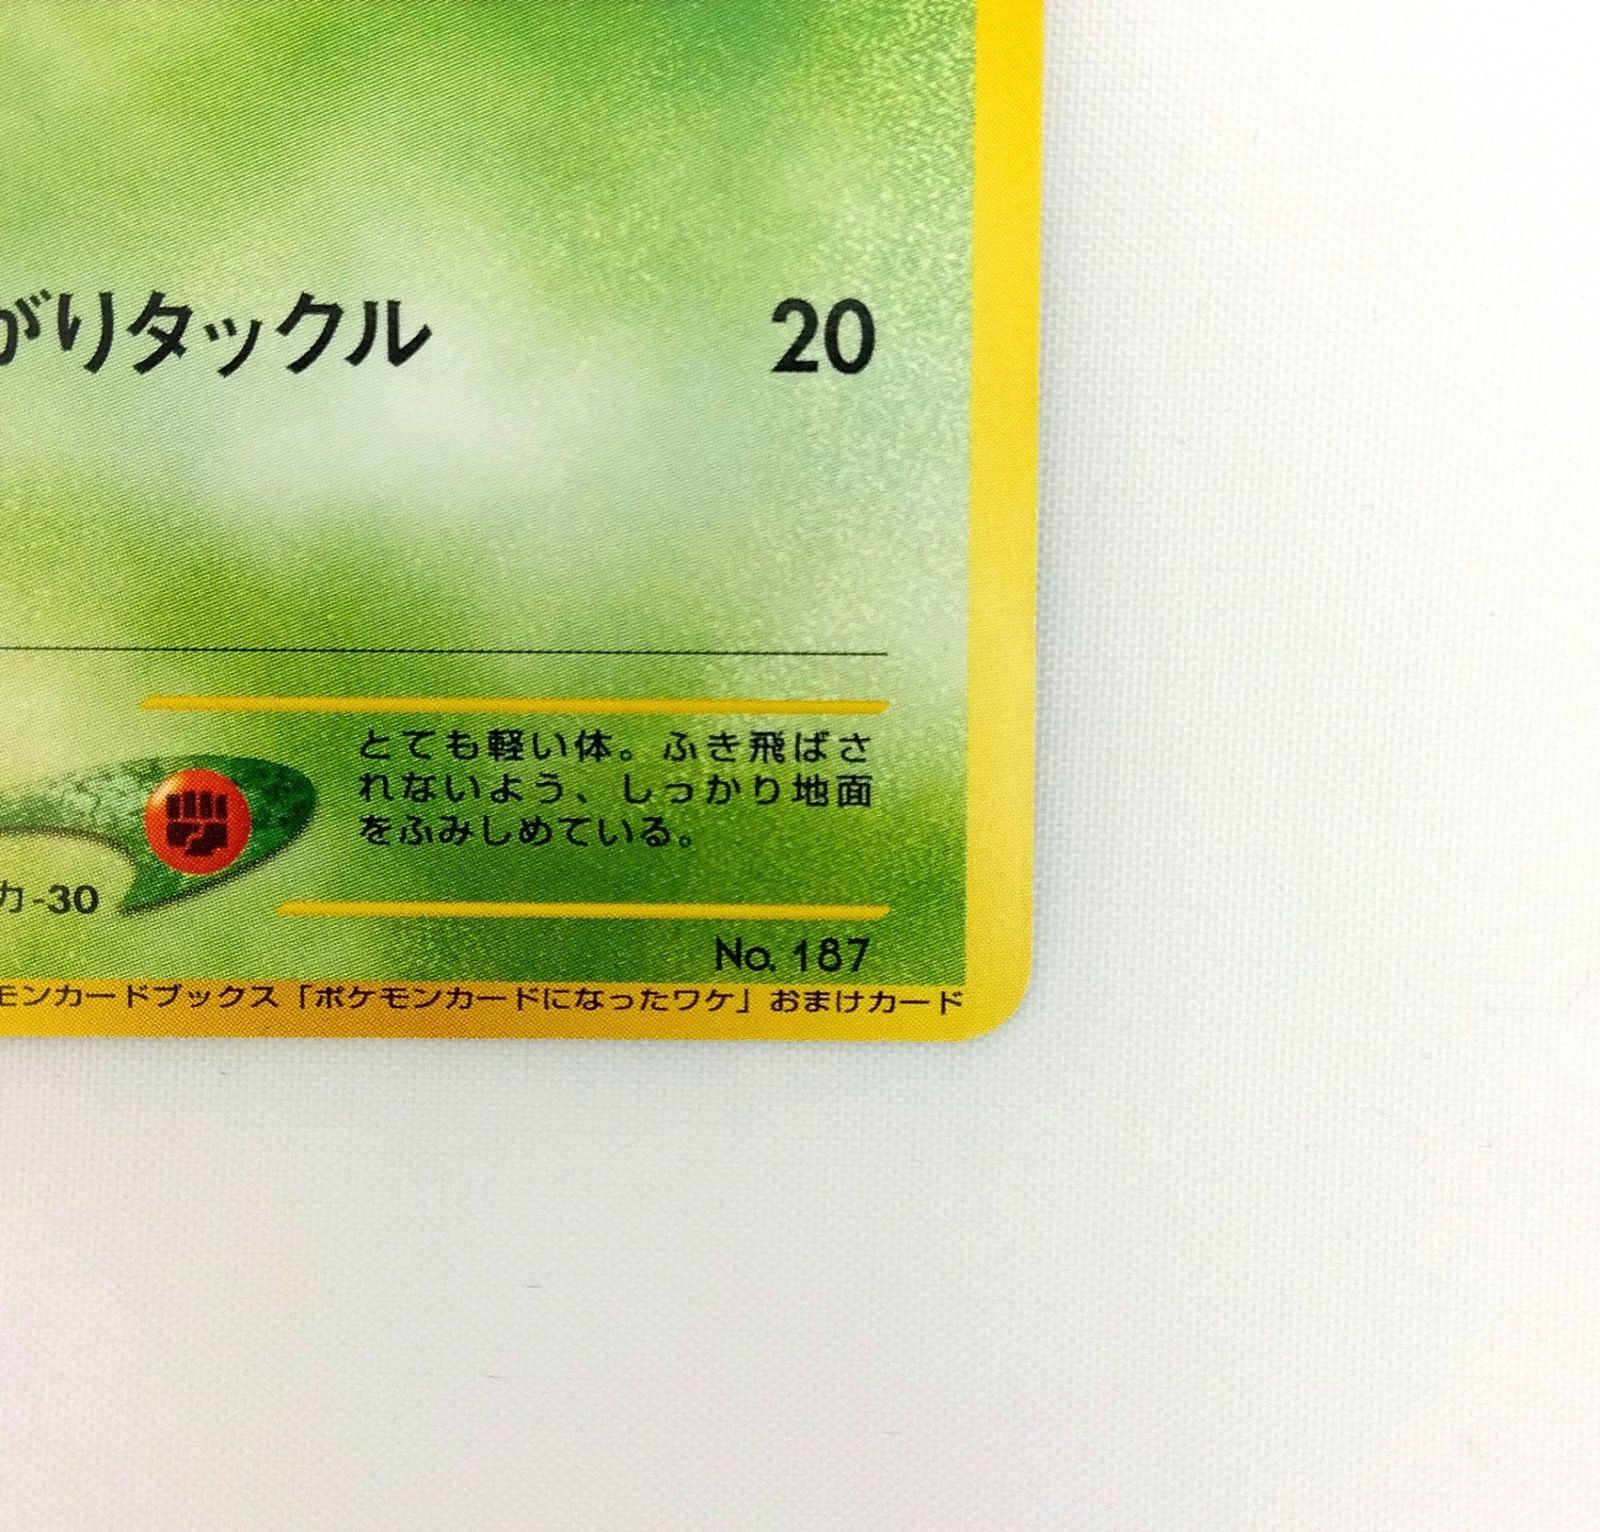 がりタックル 20
とても軽い体。ふき飛ばさ
れないよう、しっかり地面
をふみしめている。
力-30
No. 187
モンカードブックス「ポケモンカードになったワケ」おまけカード